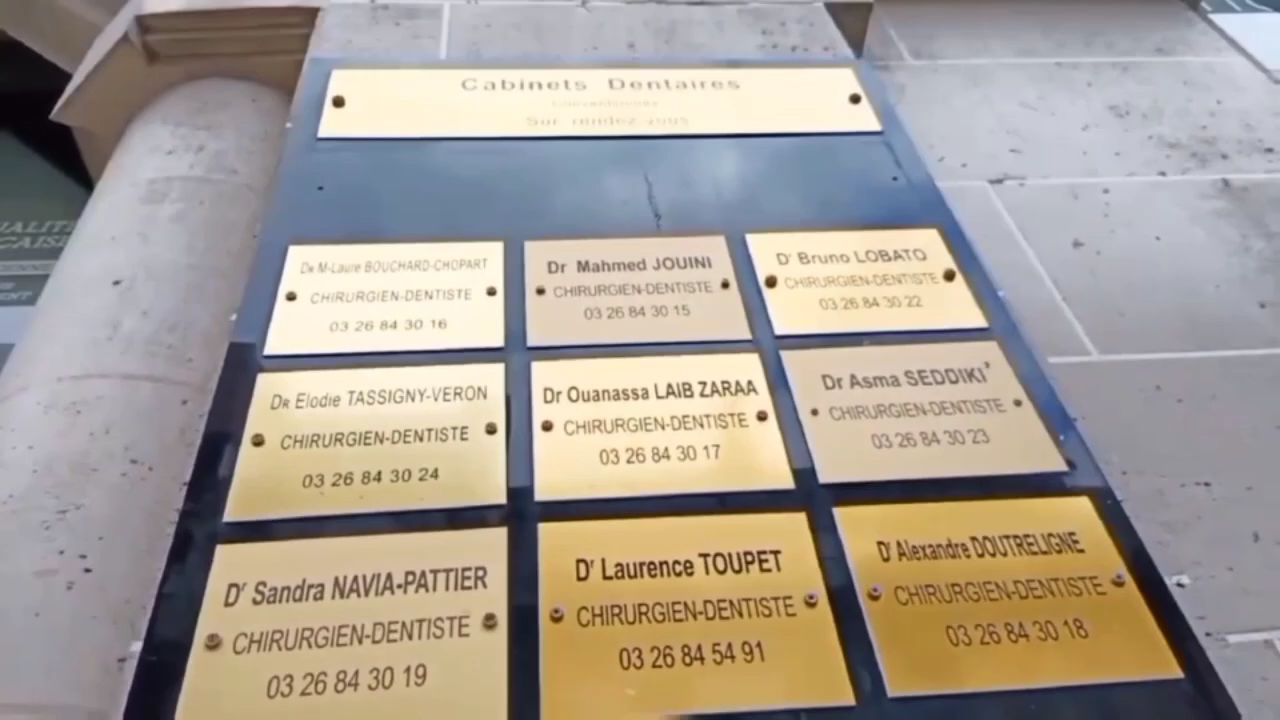 Cabinets Dentaires
Sur rendez-vous
DR M-Laure BOUCHARD-CHOPART
CHIRURGIEN-DENTISTE
03 26 84 30 16
Dr Mahmed JOUINI
CHIRURGIEN-DENTISTE
03 26 84 30 15
Dr Bruno LOBATO
CHIRURGIEN-DENTISTE
03 26 84 30 22
DR Elodie TASSIGNY-VERON
CHIRURGIEN-DENTISTE
03 26 84 30 24
Dr Ouanassa LAIB ZARAA
CHIRURGIEN-DENTISTE
03 26 84 30 17
Dr Asma SEDDIKI
CHIRURGIEN-DENTISTE
03 26 84 30 23
Dr Sandra NAVIA-PATTIER
CHIRURGIEN-DENTISTE
03 26 84 30 19
Dr Laurence TOUPET
CHIRURGIEN-DENTISTE
03 26 84 54 91
Dr Alexandre DOUTRELIGNE
CHIRURGIEN-DENTISTE
03 26 84 30 18